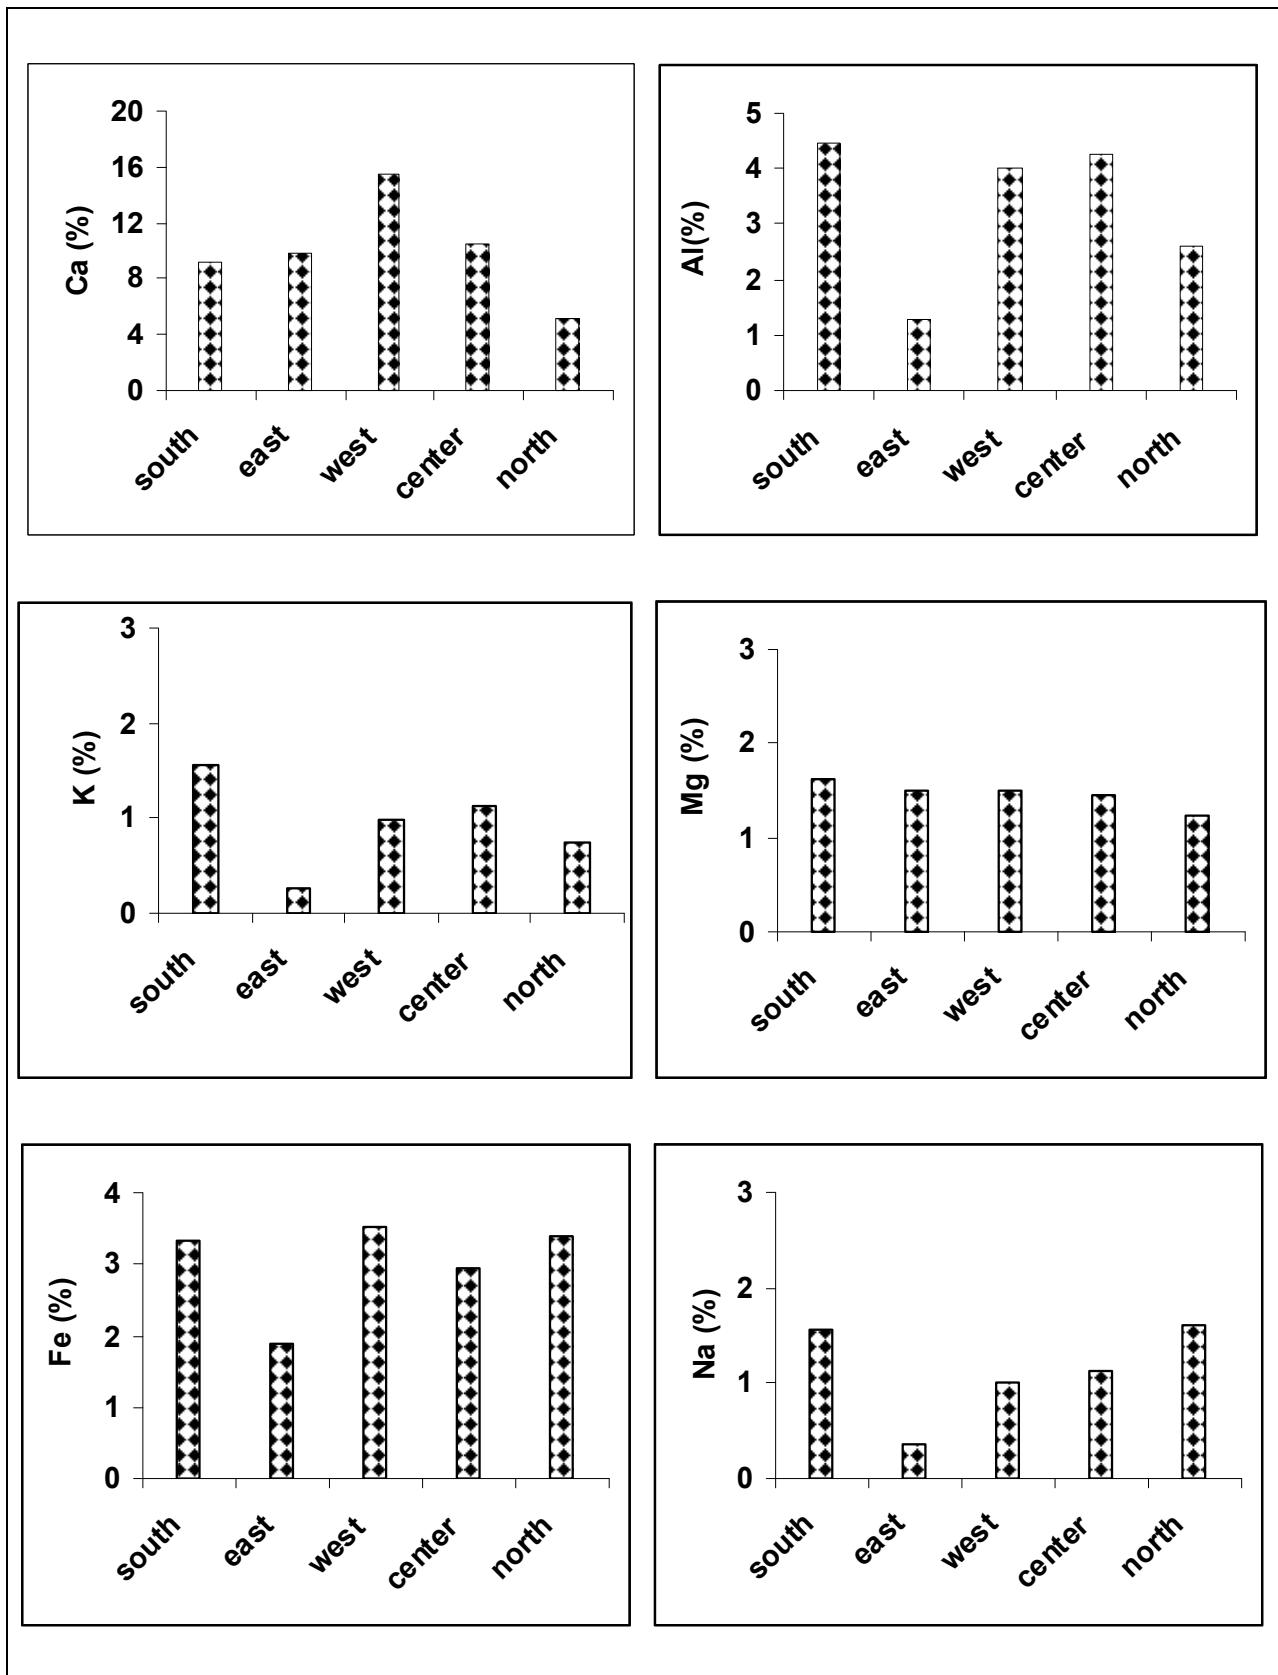 Ca (%)
20
16
12
8
4
0
south
east
west
center
north
Al(%)
5
4
3
2
1
0
south
east
west
center
north
K (%)
3
2
1
0
south
east
west
center
north
Mg (%)
3
2
1
0
south
east
west
center
north
Fe (%)
4
3
2
1
0
south
east
west
center
north
Na (%)
3
2
1
0
south
east
west
center
north